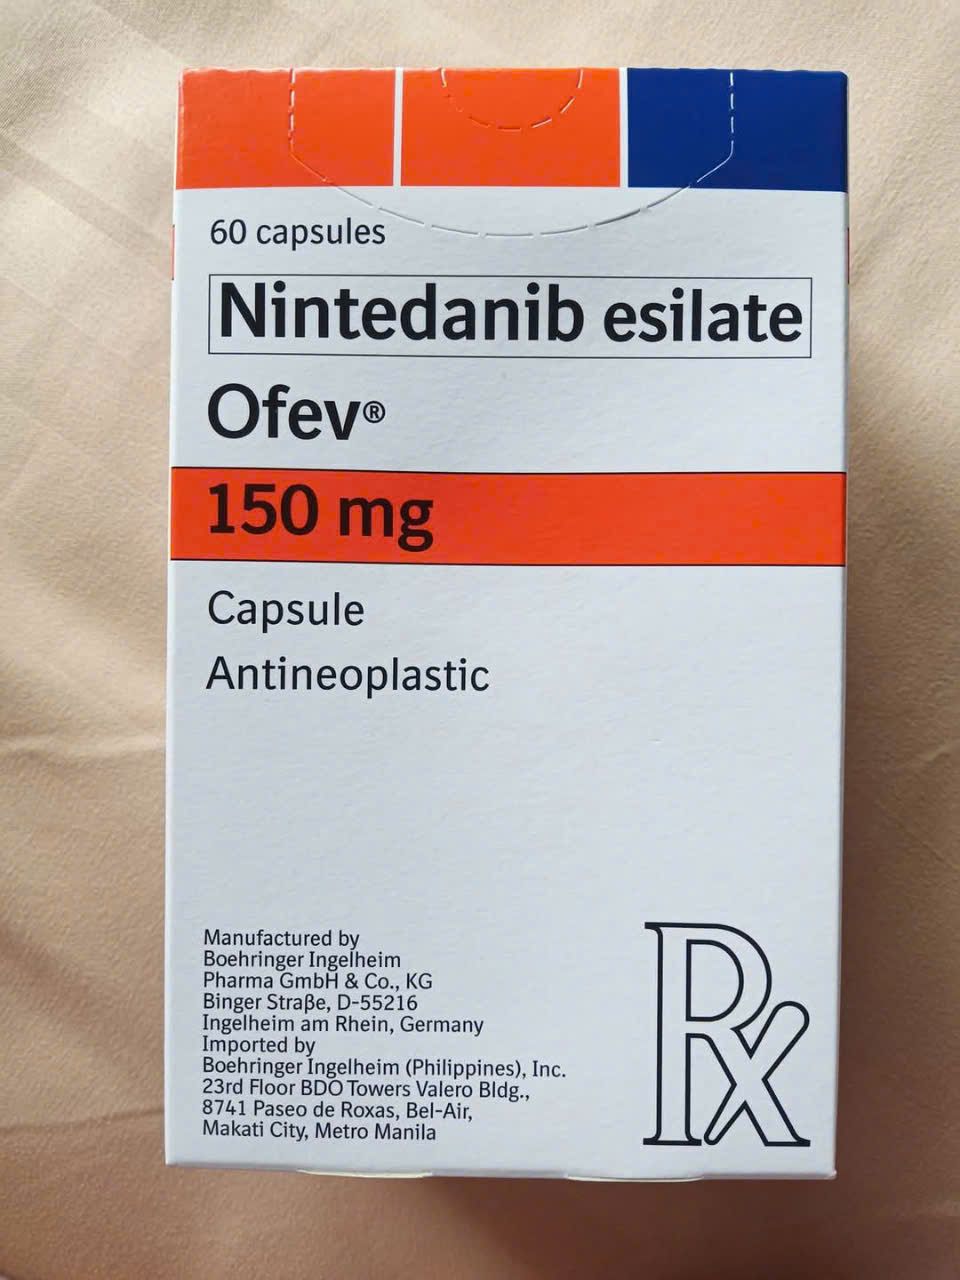 60 capsules
Nintedanib esilate
Ofev®
150 mg
Capsule
Antineoplastic
Manufactured by
Boehringer Ingelheim
Pharma GmbH & Co., KG
Binger Straβe, D-55216
Ingelheim am Rhein, Germany
Imported by
Boehringer Ingelheim (Philippines), Inc.
23rd Floor BDO Towers Valero Bldg.,
8741 Paseo de Roxas, Bel-Air,
Makati City, Metro Manila
Rx